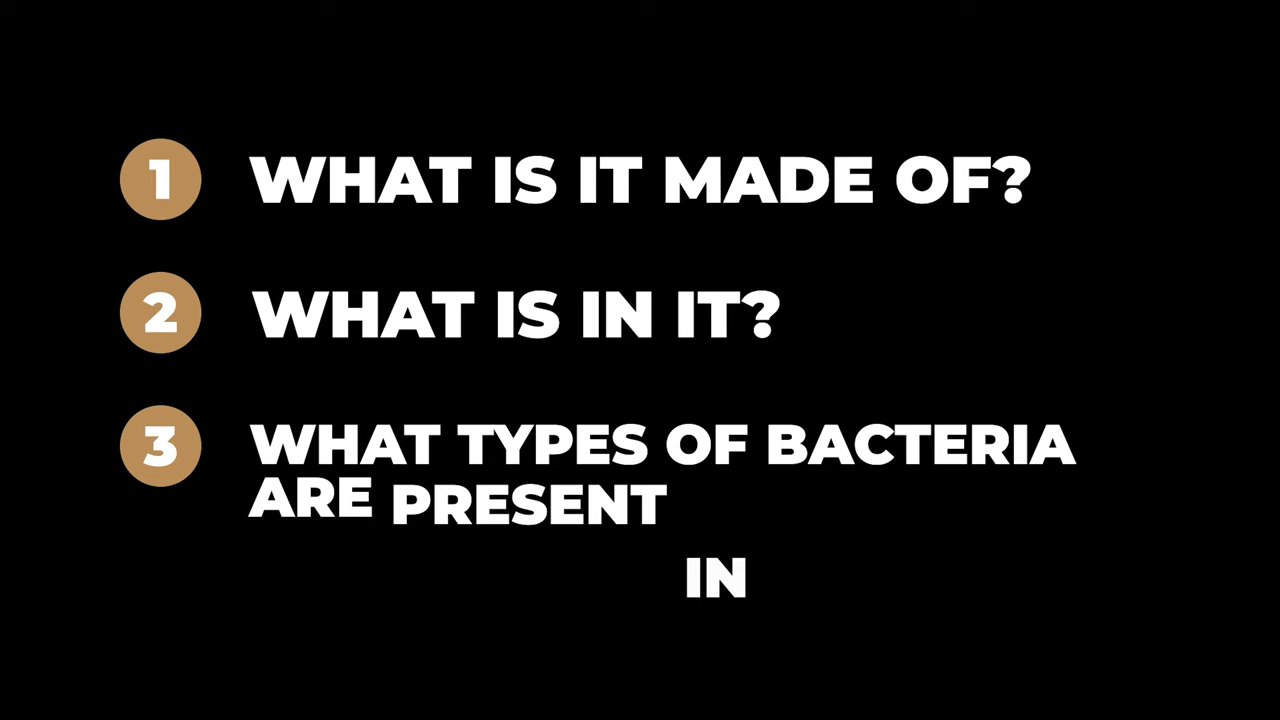 1 WHAT IS IT MADE OF?
2 WHAT IS IN IT?
3 WHAT TYPES OF BACTERIA
ARE PRESENT
IN